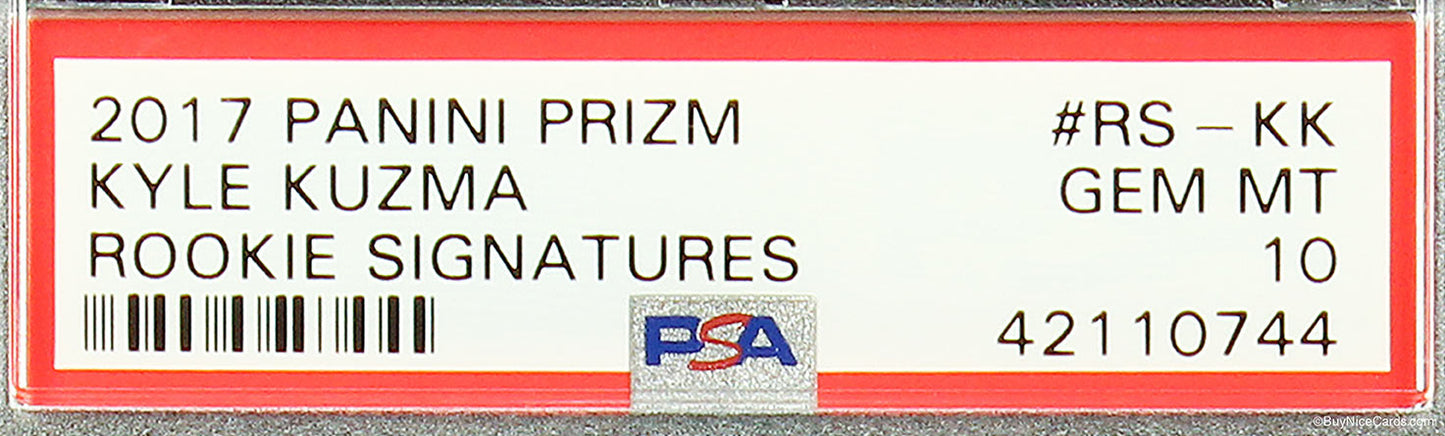 2017 PANINI PRIZM #RS-KK
KYLE KUZMA GEM MT
ROOKIE SIGNATURES 10
42110744
PSA
©BuyNiceCards.com